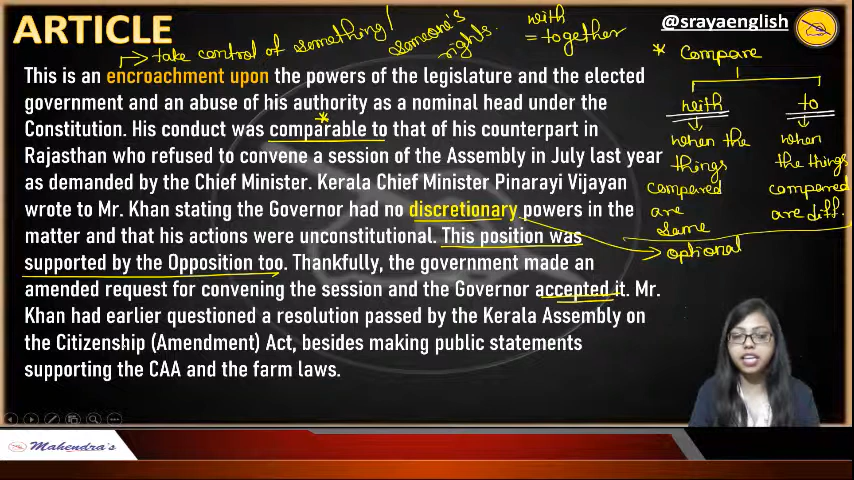 ARTICLE
@srayaenglish
take control of something/
someone's
rights.
with
=together
* Compare
This is an encroachment upon the powers of the legislature and the elected
government and an abuse of his authority as a nominal head under the
Constitution. His conduct was comparable to that of his counterpart in
Rajasthan who refused to convene a session of the Assembly in July last year
as demanded by the Chief Minister. Kerala Chief Minister Pinarayi Vijayan
wrote to Mr. Khan stating the Governor had no discretionary powers in the
matter and that his actions were unconstitutional. This position was
supported by the Opposition too. Thankfully, the government made an
amended request for convening the session and the Governor accepted it. Mr.
Khan had earlier questioned a resolution passed by the Kerala Assembly on
the Citizenship (Amendment) Act, besides making public statements
supporting the CAA and the farm laws.
*
with
when the
things
compared
are
same
to
when
the things
compared
are diff.
optional
Mahendra's